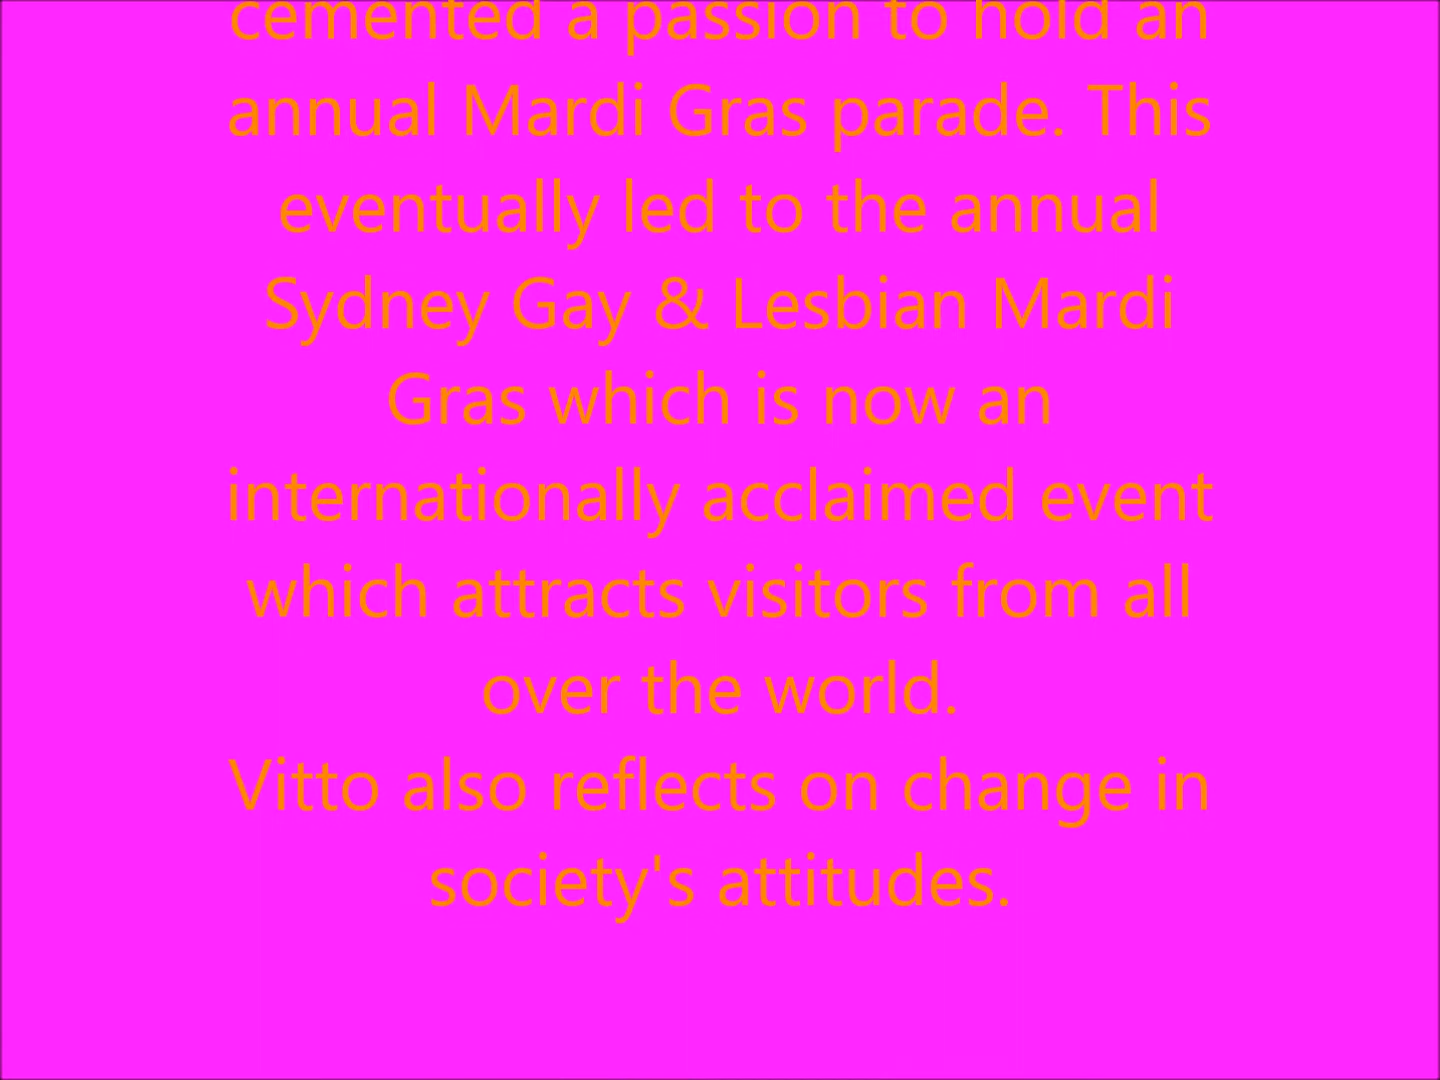 cemented a passion to hold an
annual Mardi Gras parade. This
eventually led to the annual
Sydney Gay & Lesbian Mardi
Gras which is now an
internationally acclaimed event
which attracts visitors from all
over the world.
Vitto also reflects on change in
society's attitudes.